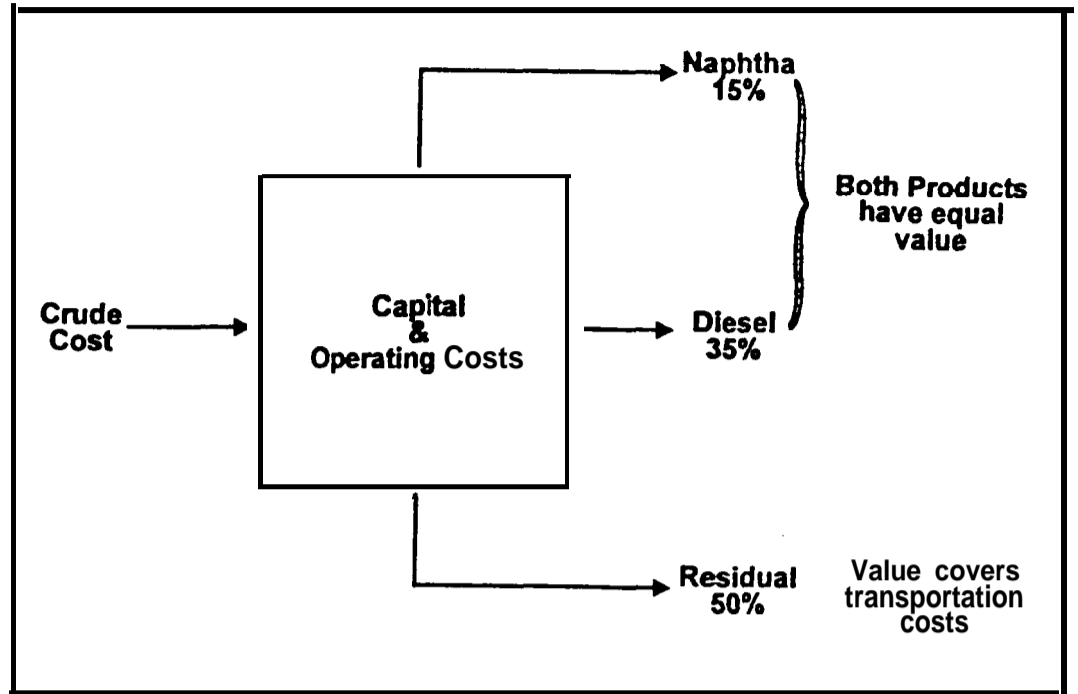 Naphtha
15%
Both Products
have equal
value
Crude
Cost
Capital
&
Operating Costs
Diesel
35%
Residual
50%
Value covers
transportation
costs